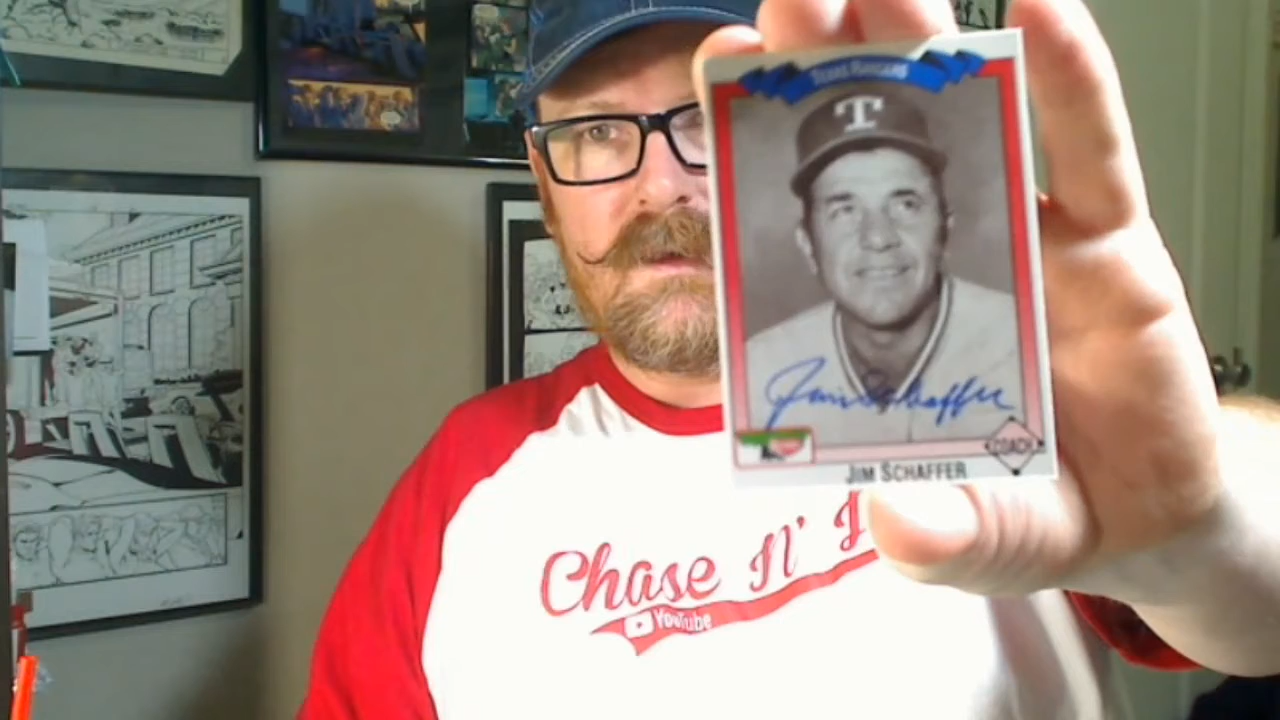 TEXAS RANGERS
T
Jim Schaffer
COACH
JIM SCHAFFER
Chase N'
YouTube